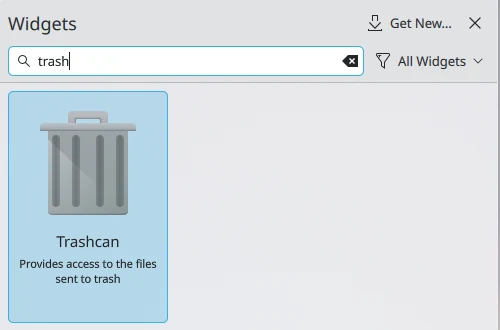 Widgets
Get New...
trash
All Widgets
Trashcan
Provides access to the files
sent to trash